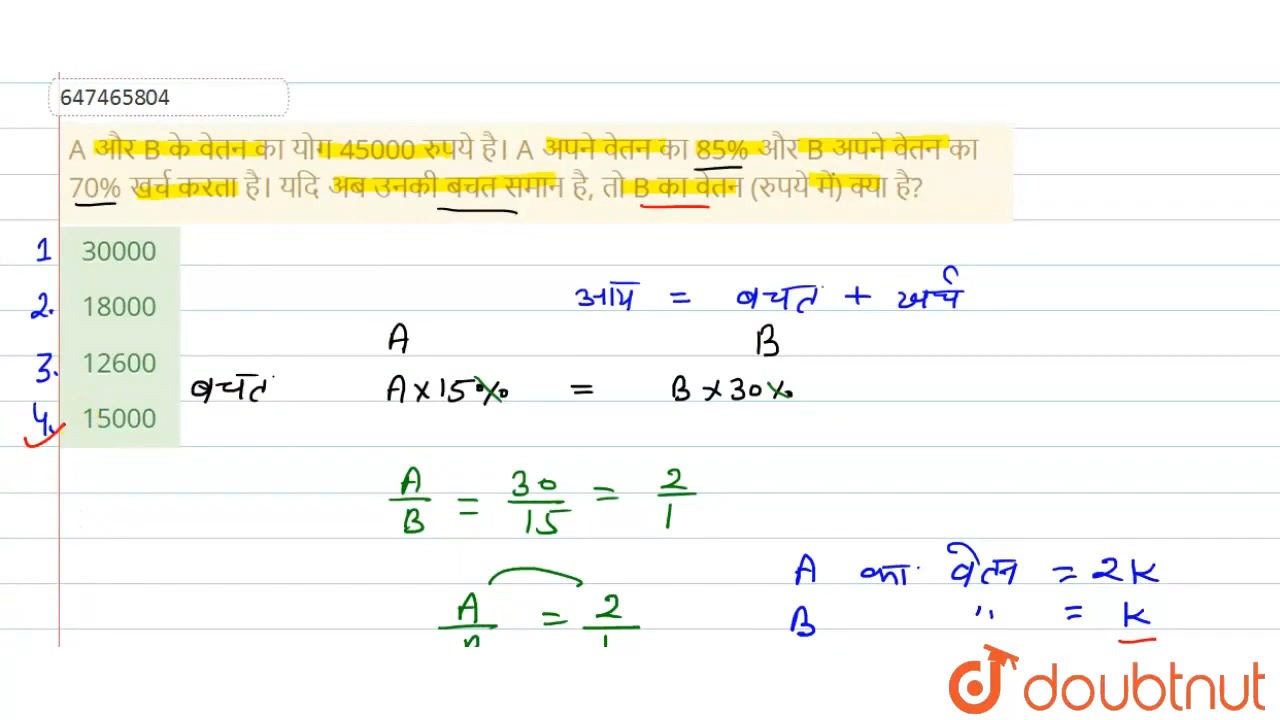 647465804
A और B के वेतन का योग 45000 रुपये है। A अपने वेतन का 85% और B अपने वेतन का
70% खर्च करता है। यदि अब उनकी बचत समान है, तो B का वेतन (रुपये में) क्या है?
1 30000
2. 18000
3. 12600
4. 15000
आय = बचत + खर्च
A B
बचत A × 15% = B × 30%
A/B = 30/15 = 2/1
A का वेतन = 2K
B " = K
A/B = 2/1
doubtnut